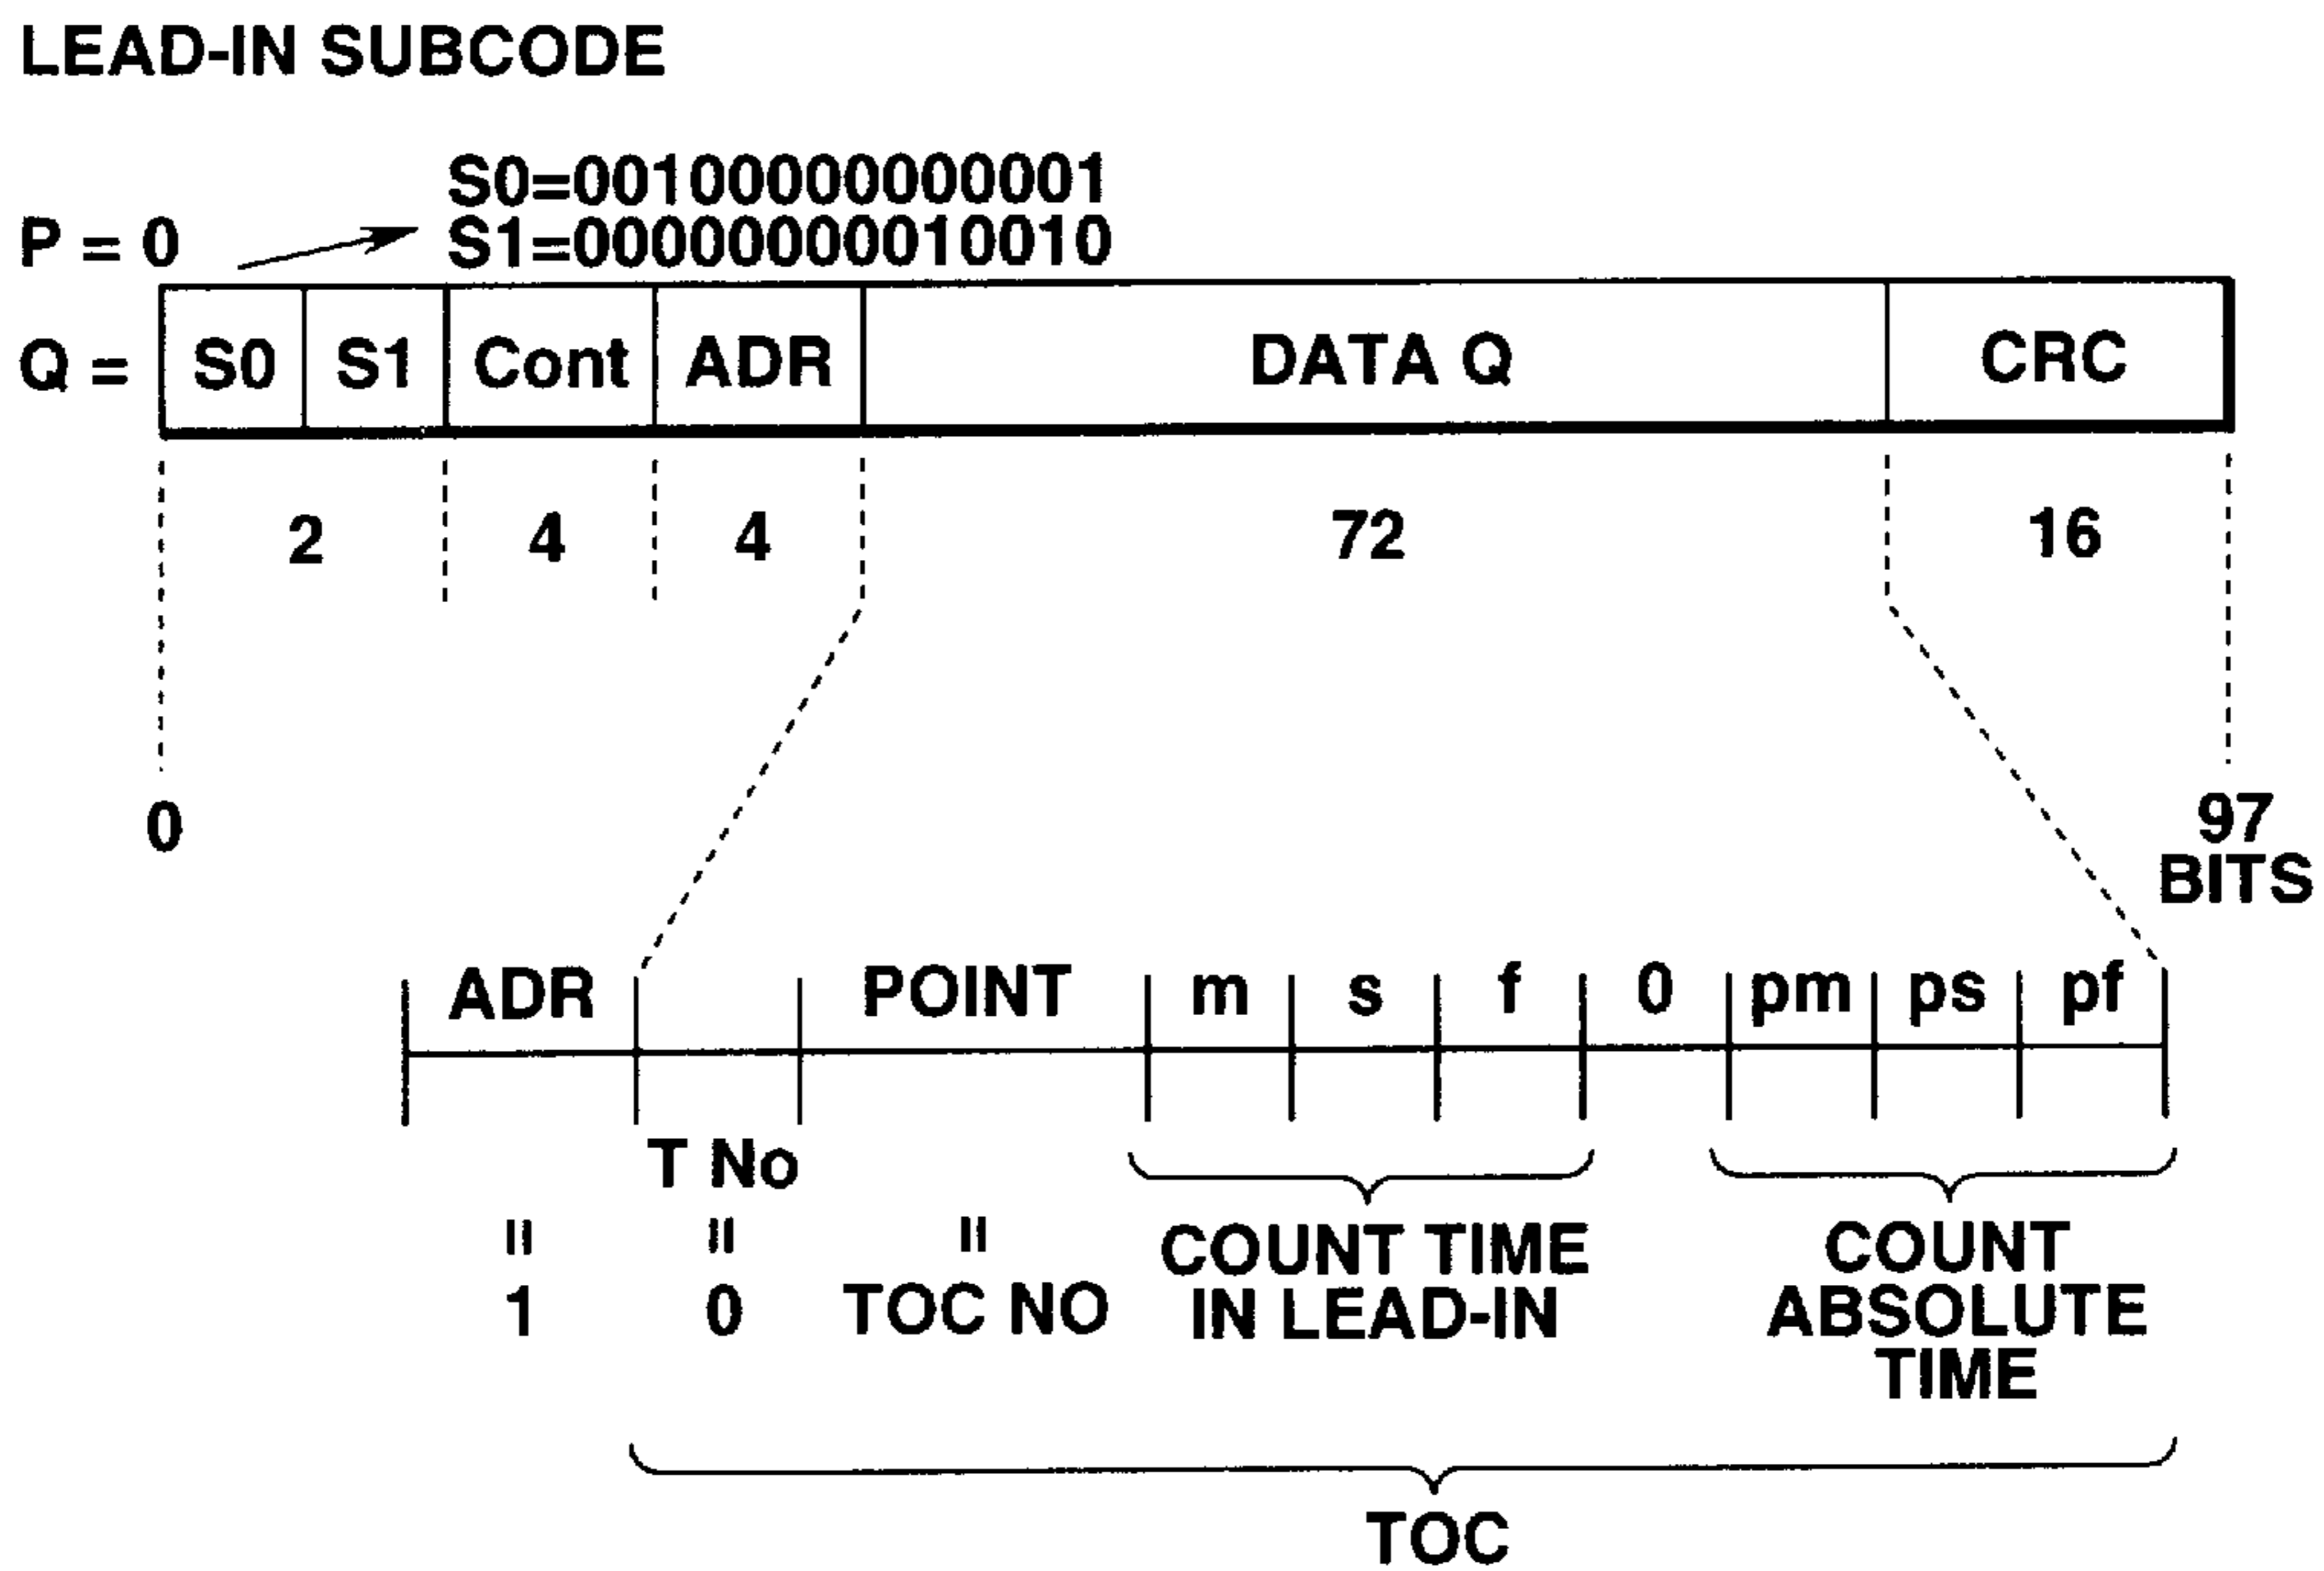 LEAD-IN SUBCODE
S0=00100000000001
P = 0
S1=00000000010010
Q =
S0
S1
Cont
ADR
DATA Q
CRC
2
4
4
72
16
0
97
BITS
ADR
POINT
m
s
f
0
pm
ps
pf
T No
=
=
=
1
0
TOC NO
COUNT TIME
IN LEAD-IN
COUNT
ABSOLUTE
TIME
TOC